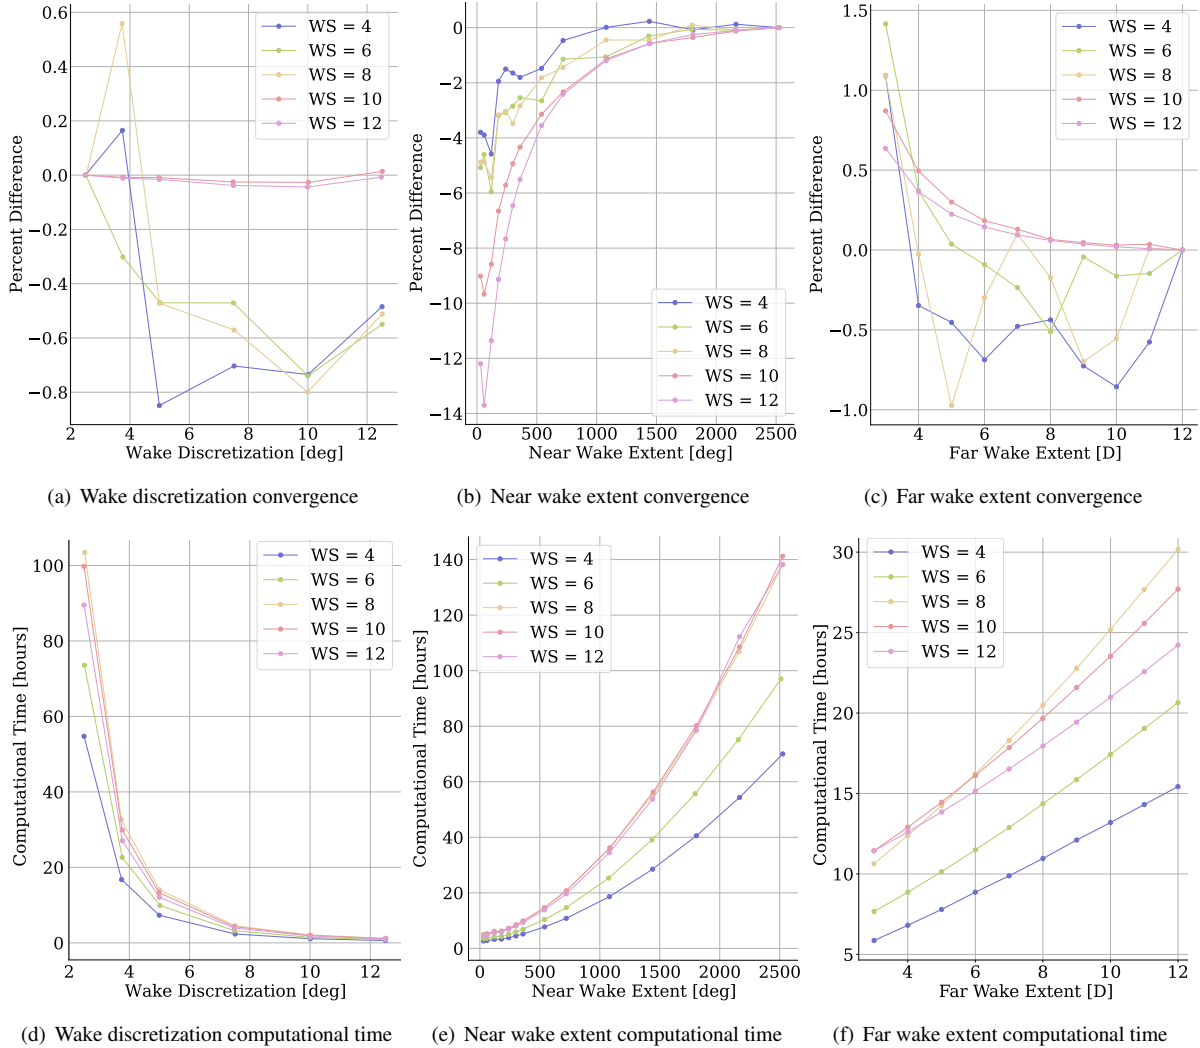 0.6
0.4
0.2
0.0
−0.2
−0.4
−0.6
−0.8
Percent Difference
2
4
6
8
10
12
Wake Discretization [deg]
WS = 4
WS = 6
WS = 8
WS = 10
WS = 12
(a) Wake discretization convergence
0
−2
−4
−6
−8
−10
−12
−14
Percent Difference
0
500
1000
1500
2000
2500
Near Wake Extent [deg]
WS = 4
WS = 6
WS = 8
WS = 10
WS = 12
(b) Near wake extent convergence
1.5
1.0
0.5
0.0
−0.5
−1.0
Percent Difference
4
6
8
10
12
Far Wake Extent [D]
WS = 4
WS = 6
WS = 8
WS = 10
WS = 12
(c) Far wake extent convergence
100
80
60
40
20
0
Computational Time [hours]
2
4
6
8
10
12
Wake Discretization [deg]
WS = 4
WS = 6
WS = 8
WS = 10
WS = 12
(d) Wake discretization computational time
140
120
100
80
60
40
20
0
Computational Time [hours]
0
500
1000
1500
2000
2500
Near Wake Extent [deg]
WS = 4
WS = 6
WS = 8
WS = 10
WS = 12
(e) Near wake extent computational time
30
25
20
15
10
5
Computational Time [hours]
4
6
8
10
12
Far Wake Extent [D]
WS = 4
WS = 6
WS = 8
WS = 10
WS = 12
(f) Far wake extent computational time